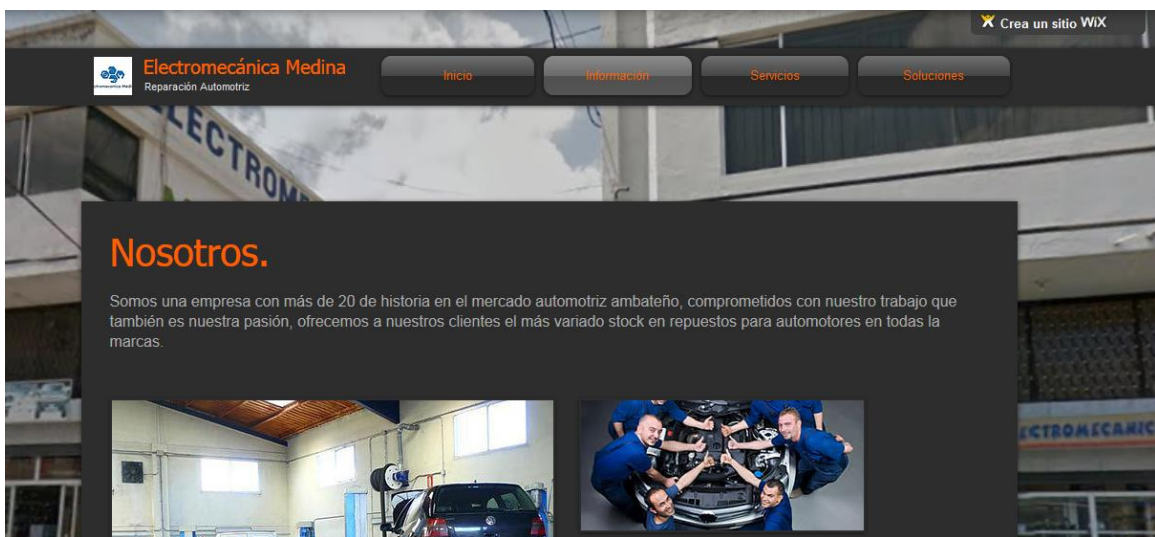 Crea un sitio WiX
Electromecánica Medina
Reparación Automotriz
Inicio
Información
Servicios
Soluciones
ELECTROME
Nosotros.
Somos una empresa con más de 20 de historia en el mercado automotriz ambateño, comprometidos con nuestro trabajo que
también es nuestra pasión, ofrecemos a nuestros clientes el más variado stock en repuestos para automotores en todas la
marcas.
ECTROMECANIC